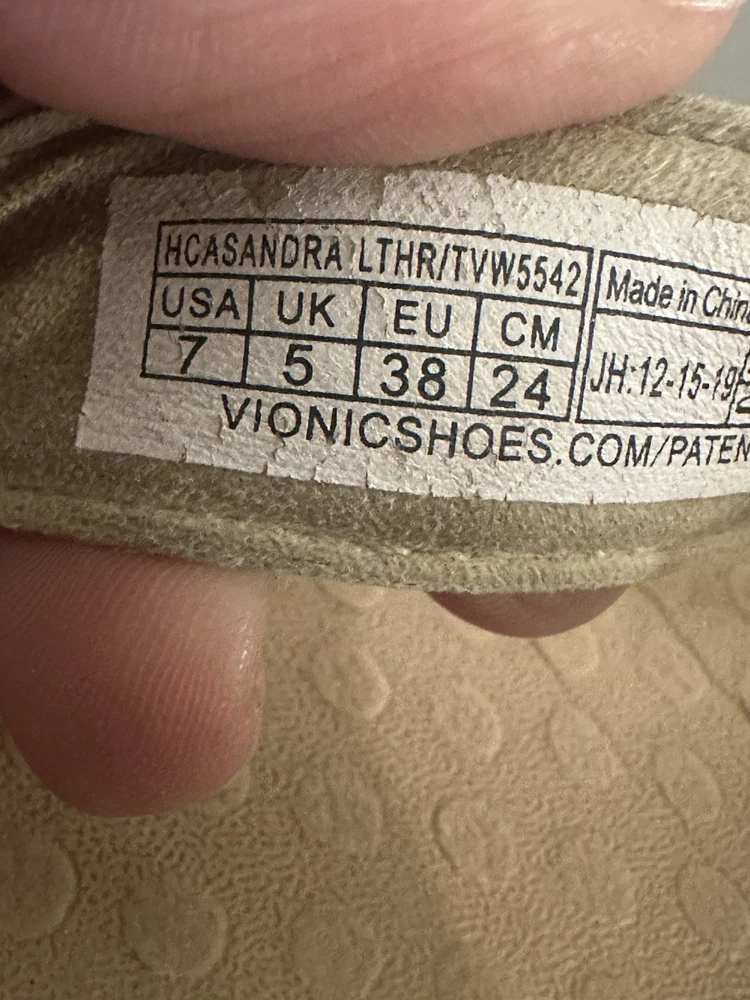 HCASANDRA LTHR/TVW5542
USA UK EU CM
7 5 38 24
Made in China
JH:12-15-19
VIONICSHOES.COM/PATEN